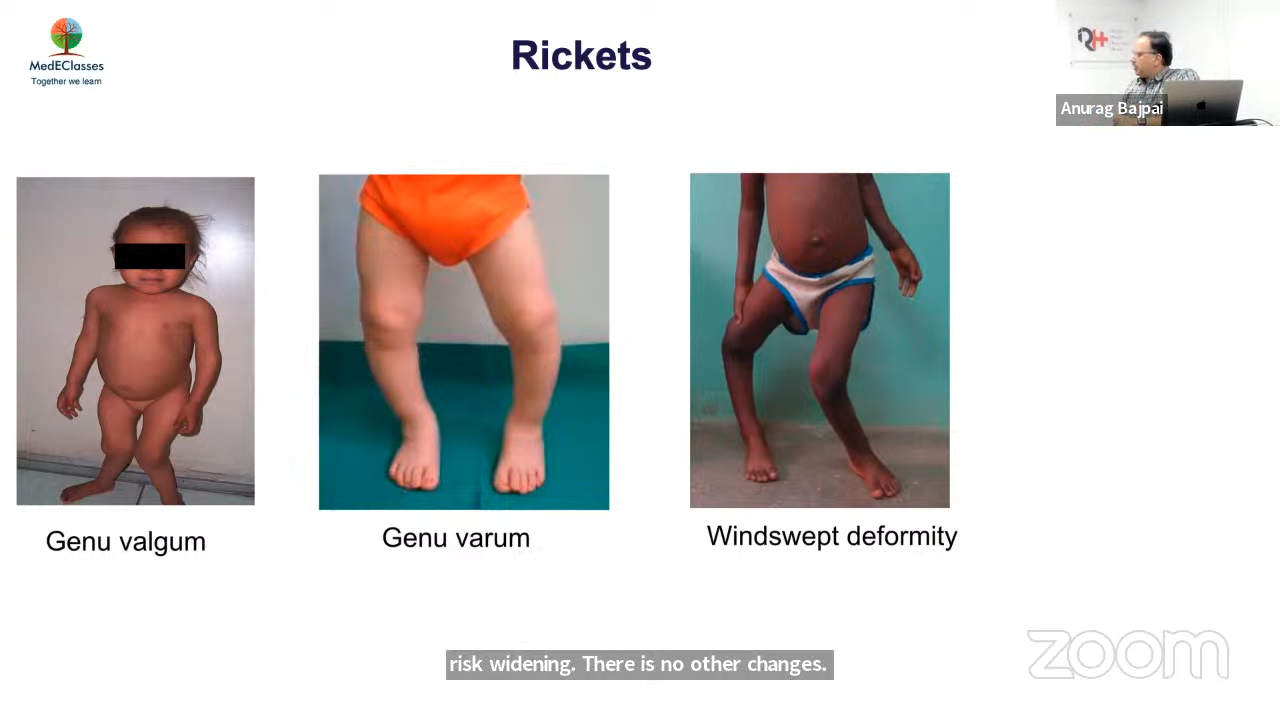 MedEClasses
Together we learn
Rickets
Anurag Bajpai
Genu valgum
Genu varum
Windswept deformity
risk widening. There is no other changes.
zoom